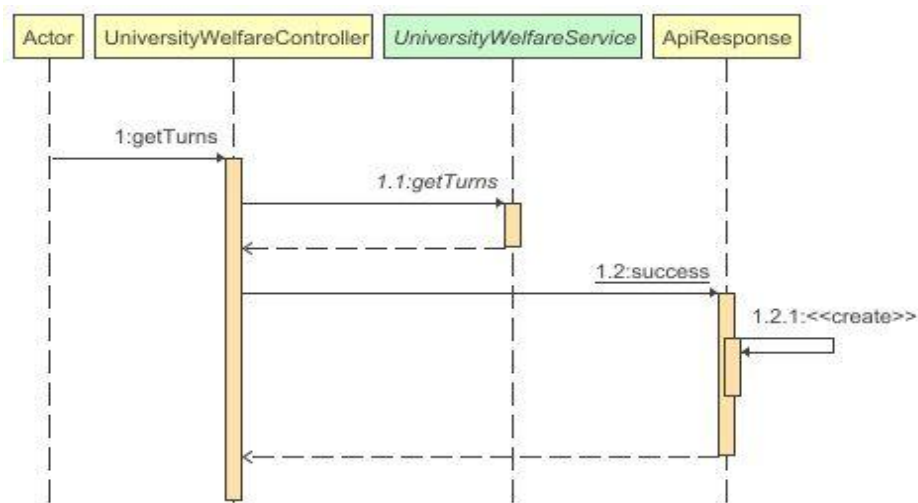 Actor
UniversityWelfareController
UniversityWelfareService
ApiResponse
1:getTurns
1.1:getTurns
1.2:success
1.2.1:<<create>>